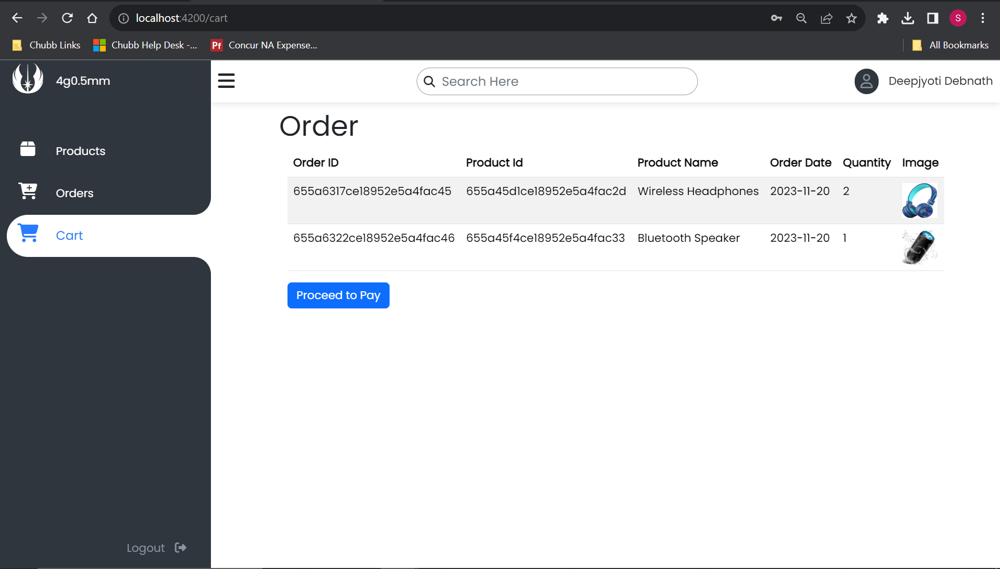 localhost:4200/cart
S
Chubb Links
Chubb Help Desk -...
Pf Concur NA Expense...
All Bookmarks
4g0.5mm
Search Here
Deepjyoti Debnath
Products
Orders
Cart
Logout
Order
Order ID Product Id Product Name Order Date Quantity Image
655a6317ce18952e5a4fac45 655a45d1ce18952e5a4fac2d Wireless Headphones 2023-11-20 2
655a6322ce18952e5a4fac46 655a45f4ce18952e5a4fac33 Bluetooth Speaker 2023-11-20 1
Proceed to Pay